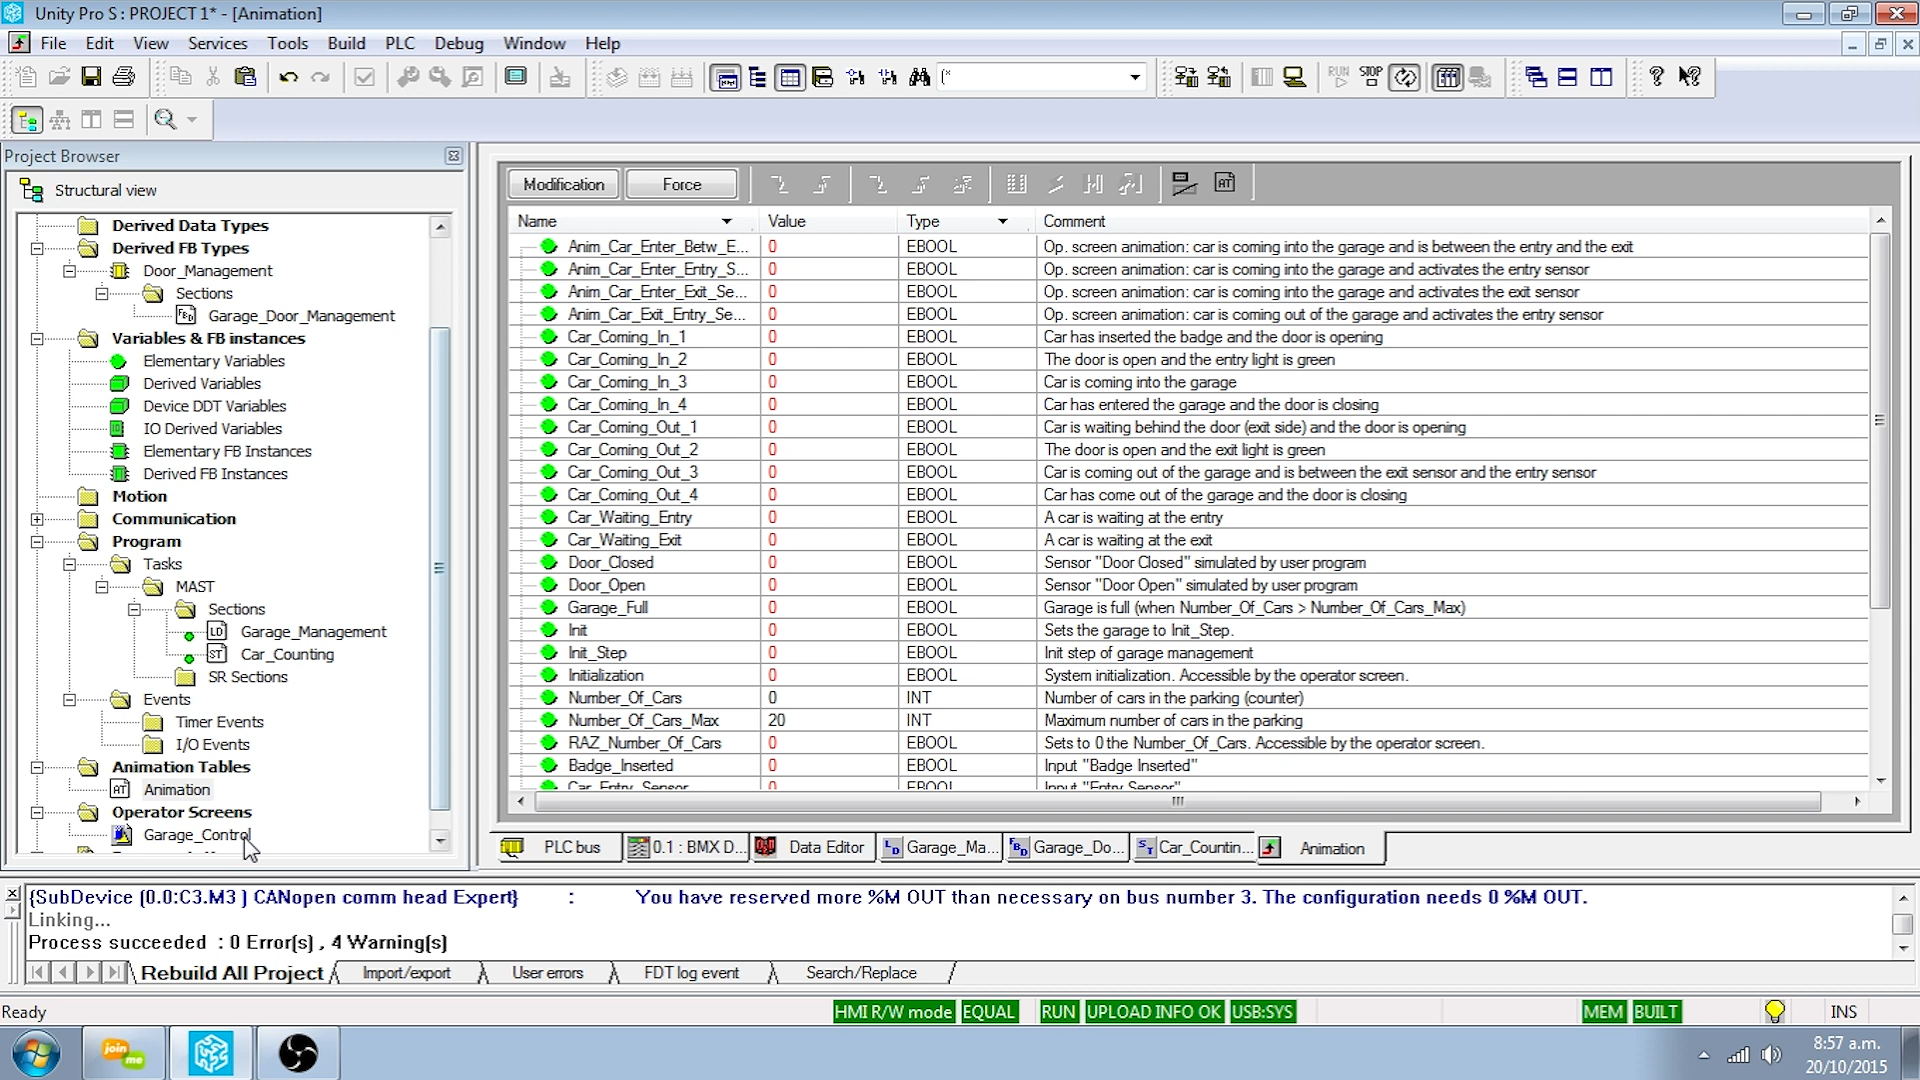 Unity Pro S : PROJECT 1* - [Animation]
File Edit View Services Tools Build PLC Debug Window Help
RUN STOP
Project Browser
Structural view
Derived Data Types
Derived FB Types
Door_Management
Sections
Garage_Door_Management
Variables & FB instances
Elementary Variables
Derived Variables
Device DDT Variables
IO Derived Variables
Elementary FB Instances
Derived FB Instances
Motion
Communication
Program
Tasks
MAST
Sections
Garage_Management
Car_Counting
SR Sections
Events
Timer Events
I/O Events
Animation Tables
Animation
Operator Screens
Garage_Control
Modification Force
Name Value Type Comment
Anim_Car_Enter_Betw_E... 0 EBOOL Op. screen animation: car is coming into the garage and is between the entry and the exit
Anim_Car_Enter_Entry_S... 0 EBOOL Op. screen animation: car is coming into the garage and activates the entry sensor
Anim_Car_Enter_Exit_Se... 0 EBOOL Op. screen animation: car is coming into the garage and activates the exit sensor
Anim_Car_Exit_Entry_Se... 0 EBOOL Op. screen animation: car is coming out of the garage and activates the entry sensor
Car_Coming_In_1 0 EBOOL Car has inserted the badge and the door is opening
Car_Coming_In_2 0 EBOOL The door is open and the entry light is green
Car_Coming_In_3 0 EBOOL Car is coming into the garage
Car_Coming_In_4 0 EBOOL Car has entered the garage and the door is closing
Car_Coming_Out_1 0 EBOOL Car is waiting behind the door (exit side) and the door is opening
Car_Coming_Out_2 0 EBOOL The door is open and the exit light is green
Car_Coming_Out_3 0 EBOOL Car is coming out of the garage and is between the exit sensor and the entry sensor
Car_Coming_Out_4 0 EBOOL Car has come out of the garage and the door is closing
Car_Waiting_Entry 0 EBOOL A car is waiting at the entry
Car_Waiting_Exit 0 EBOOL A car is waiting at the exit
Door_Closed 0 EBOOL Sensor "Door Closed" simulated by user program
Door_Open 0 EBOOL Sensor "Door Open" simulated by user program
Garage_Full 0 EBOOL Garage is full (when Number_Of_Cars > Number_Of_Cars_Max)
Init 0 EBOOL Sets the garage to Init_Step.
Init_Step 0 EBOOL Init step of garage management
Initialization 0 EBOOL System initialization. Accessible by the operator screen.
Number_Of_Cars 0 INT Number of cars in the parking (counter)
Number_Of_Cars_Max 20 INT Maximum number of cars in the parking
RAZ_Number_Of_Cars 0 EBOOL Sets to 0 the Number_Of_Cars. Accessible by the operator screen.
Badge_Inserted 0 EBOOL Input "Badge Inserted"
Car_Entry_Sensor 0 EBOOL Input "Entry Sensor"
PLC bus 0.1 : BMX D... Data Editor Garage_Ma... Garage_Do... Car_Countin... Animation
{SubDevice (0.0:C3.M3 ) CANopen comm head Expert} : You have reserved more %M OUT than necessary on bus number 3. The configuration needs 0 %M OUT.
Linking...
Process succeeded : 0 Error(s) , 4 Warning(s)
Rebuild All Project Import/export User errors FDT log event Search/Replace
Ready HMI R/W mode EQUAL RUN UPLOAD INFO OK USB:SYS MEM BUILT INS
join me
8:57 a.m.
20/10/2015